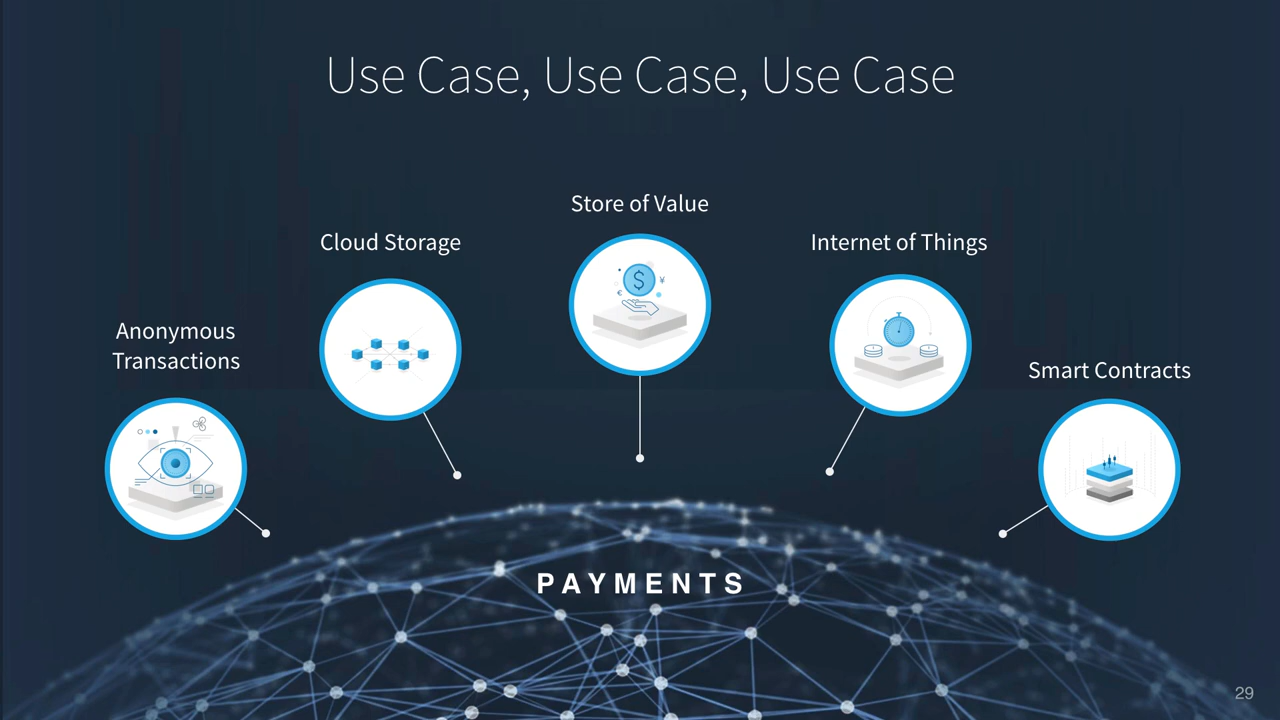 Use Case, Use Case, Use Case
Store of Value
Cloud Storage
Internet of Things
Anonymous
Transactions
Smart Contracts
$
¥
€
PAYMENTS
29